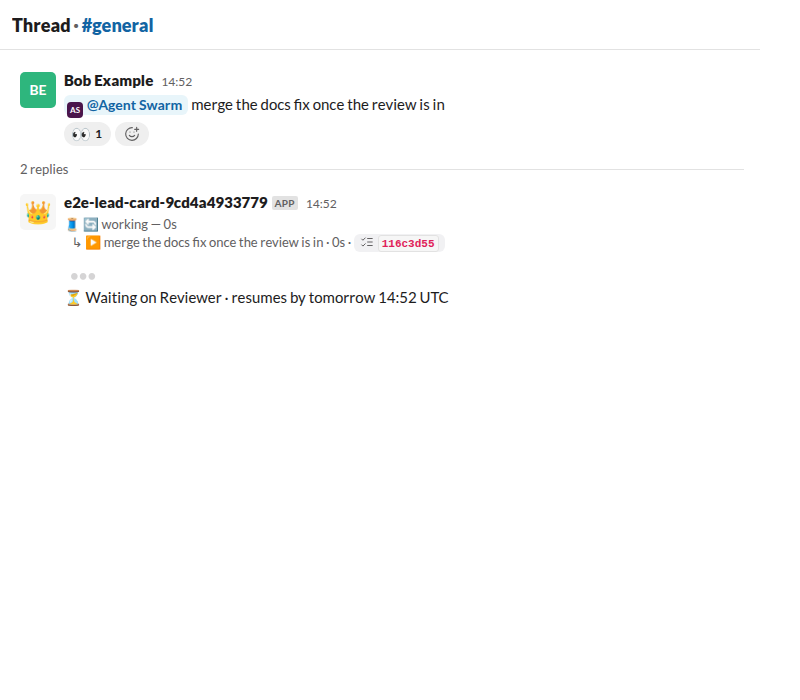 Thread · #general
BE
Bob Example 14:52
AS @Agent Swarm merge the docs fix once the review is in
👀 1
2 replies
e2e-lead-card-9cd4a4933779 APP 14:52
🧵 🔄 working — 0s
↳ ▶️ merge the docs fix once the review is in · 0s · 116c3d55
⏳ Waiting on Reviewer · resumes by tomorrow 14:52 UTC